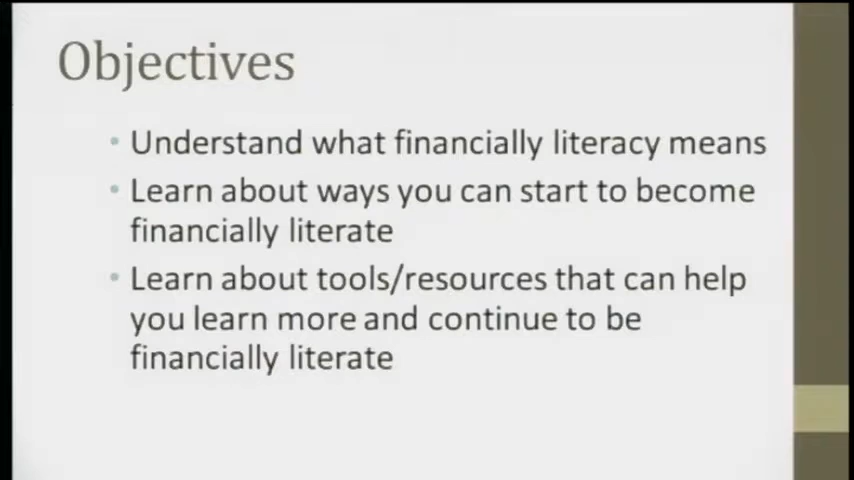 Objectives
• Understand what financially literacy means
• Learn about ways you can start to become
financially literate
• Learn about tools/resources that can help
you learn more and continue to be
financially literate